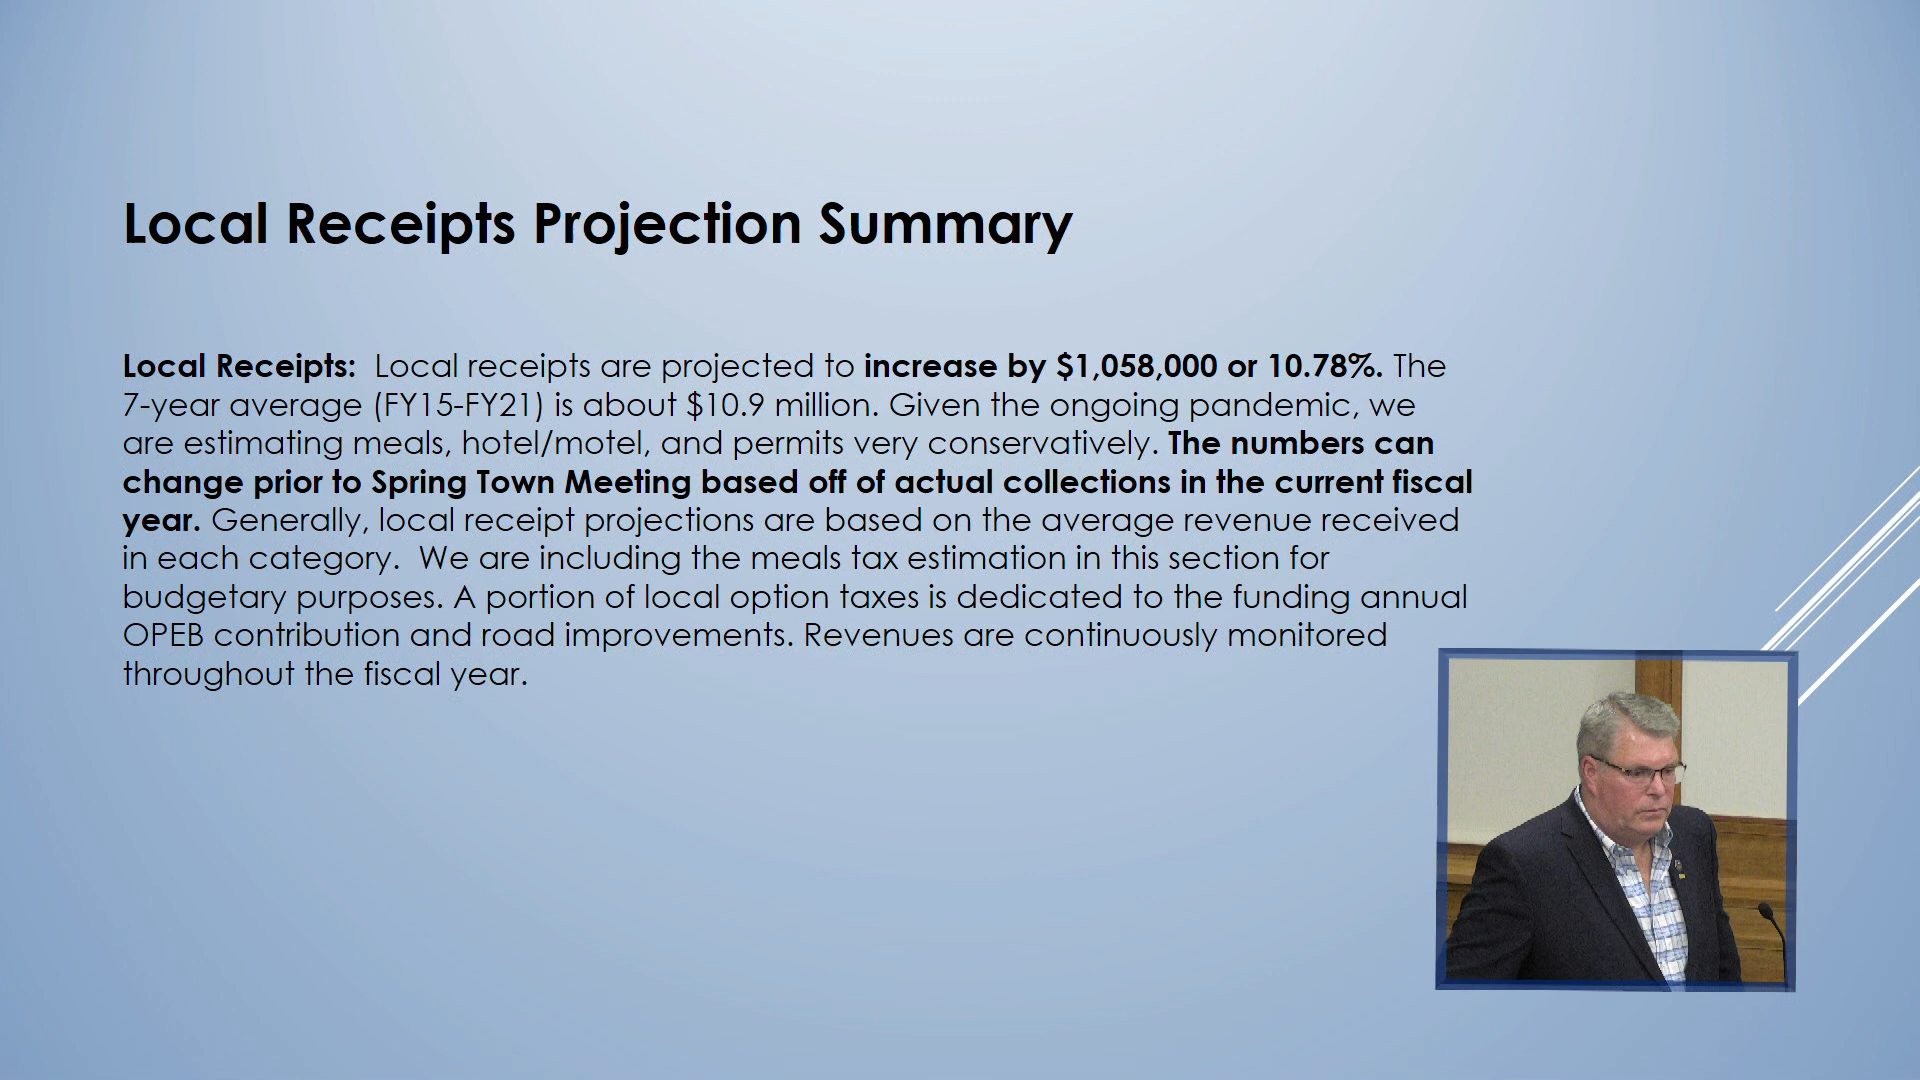 Local Receipts Projection Summary
Local Receipts:  Local receipts are projected to increase by $1,058,000 or 10.78%. The
7-year average (FY15-FY21) is about $10.9 million. Given the ongoing pandemic, we
are estimating meals, hotel/motel, and permits very conservatively. The numbers can
change prior to Spring Town Meeting based off of actual collections in the current fiscal
year. Generally, local receipt projections are based on the average revenue received
in each category.  We are including the meals tax estimation in this section for
budgetary purposes. A portion of local option taxes is dedicated to the funding annual
OPEB contribution and road improvements. Revenues are continuously monitored
throughout the fiscal year.